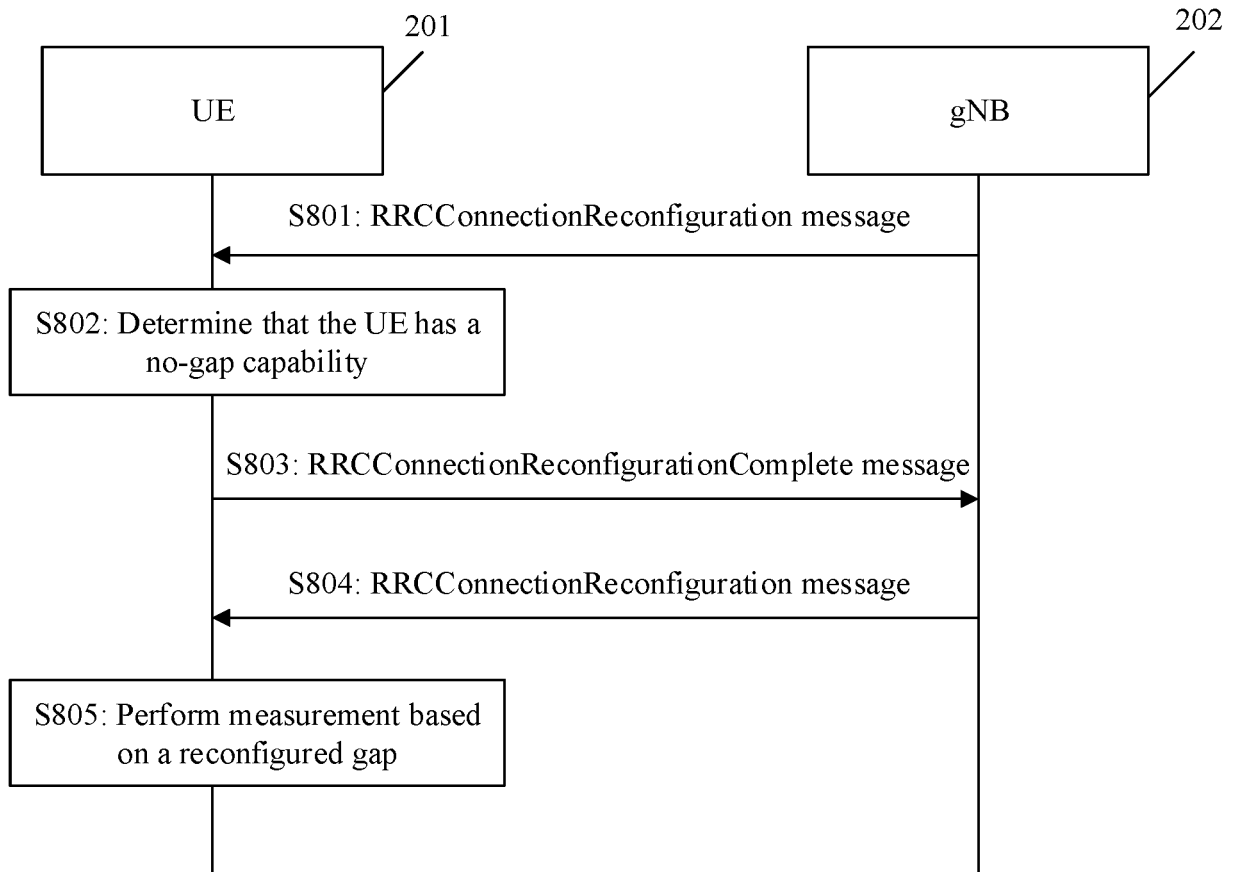 201
202
UE
gNB
S801: RRCConnectionReconfiguration message
S802: Determine that the UE has a
no-gap capability
S803: RRCConnectionReconfigurationComplete message
S804: RRCConnectionReconfiguration message
S805: Perform measurement based
on a reconfigured gap